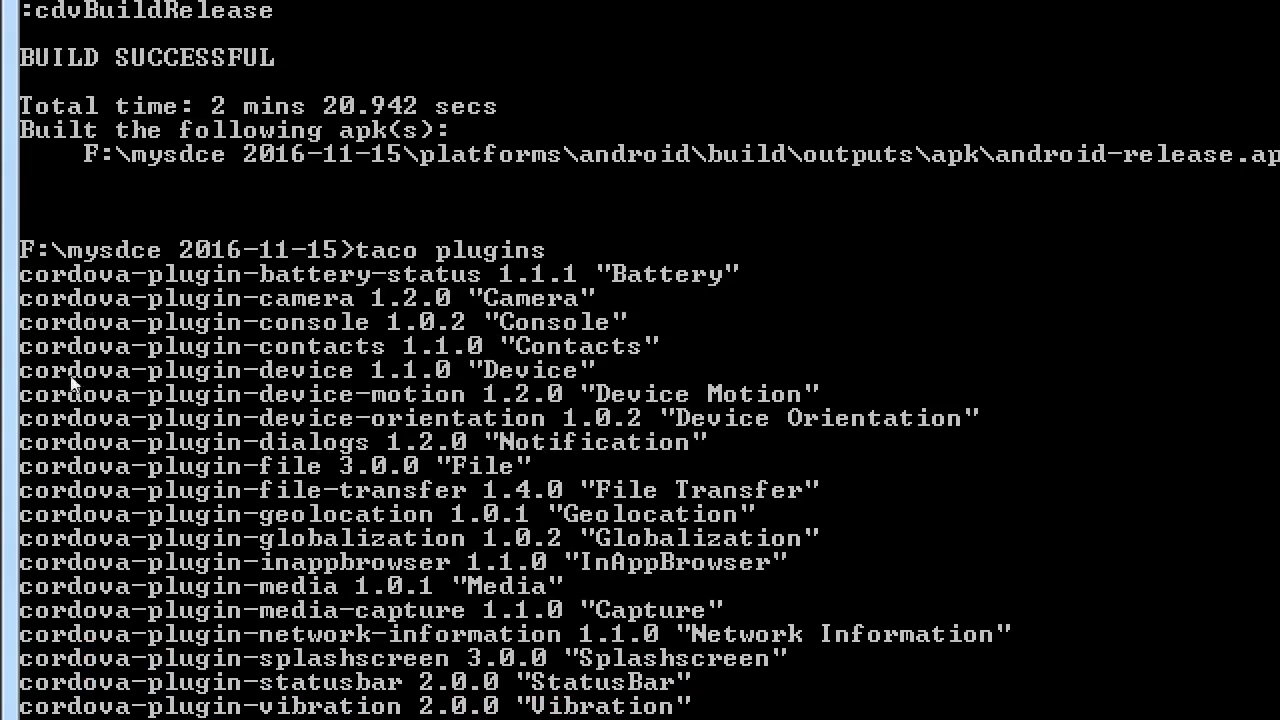 :cdvBuildRelease
BUILD SUCCESSFUL
Total time: 2 mins 20.942 secs
Built the following apk(s):
F:\mysdce 2016-11-15\platforms\android\build\outputs\apk\android-release.ap
F:\mysdce 2016-11-15>taco plugins
cordova-plugin-battery-status 1.1.1 "Battery"
cordova-plugin-camera 1.2.0 "Camera"
cordova-plugin-console 1.0.2 "Console"
cordova-plugin-contacts 1.1.0 "Contacts"
cordova-plugin-device 1.1.0 "Device"
cordova-plugin-device-motion 1.2.0 "Device Motion"
cordova-plugin-device-orientation 1.0.2 "Device Orientation"
cordova-plugin-dialogs 1.2.0 "Notification"
cordova-plugin-file 3.0.0 "File"
cordova-plugin-file-transfer 1.4.0 "File Transfer"
cordova-plugin-geolocation 1.0.1 "Geolocation"
cordova-plugin-globalization 1.0.2 "Globalization"
cordova-plugin-inappbrowser 1.1.0 "InAppBrowser"
cordova-plugin-media 1.0.1 "Media"
cordova-plugin-media-capture 1.1.0 "Capture"
cordova-plugin-network-information 1.1.0 "Network Information"
cordova-plugin-splashscreen 3.0.0 "Splashscreen"
cordova-plugin-statusbar 2.0.0 "StatusBar"
cordova-plugin-vibration 2.0.0 "Vibration"